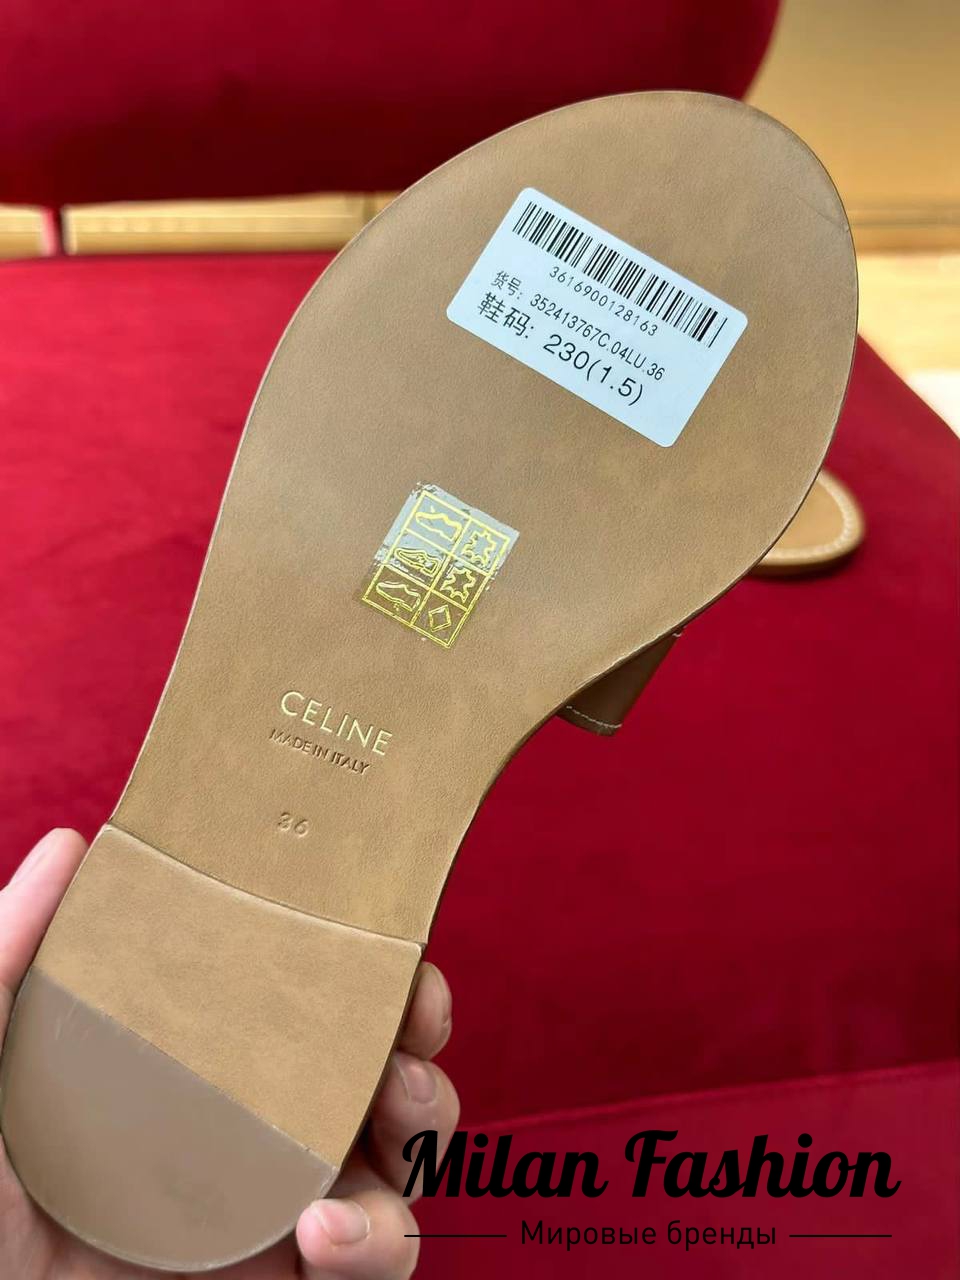 3616900128163
货号: 352413767C.04LU.36
鞋码: 230(1.5)
CELINE
MADE IN ITALY
36
Milan Fashion
Мировые бренды